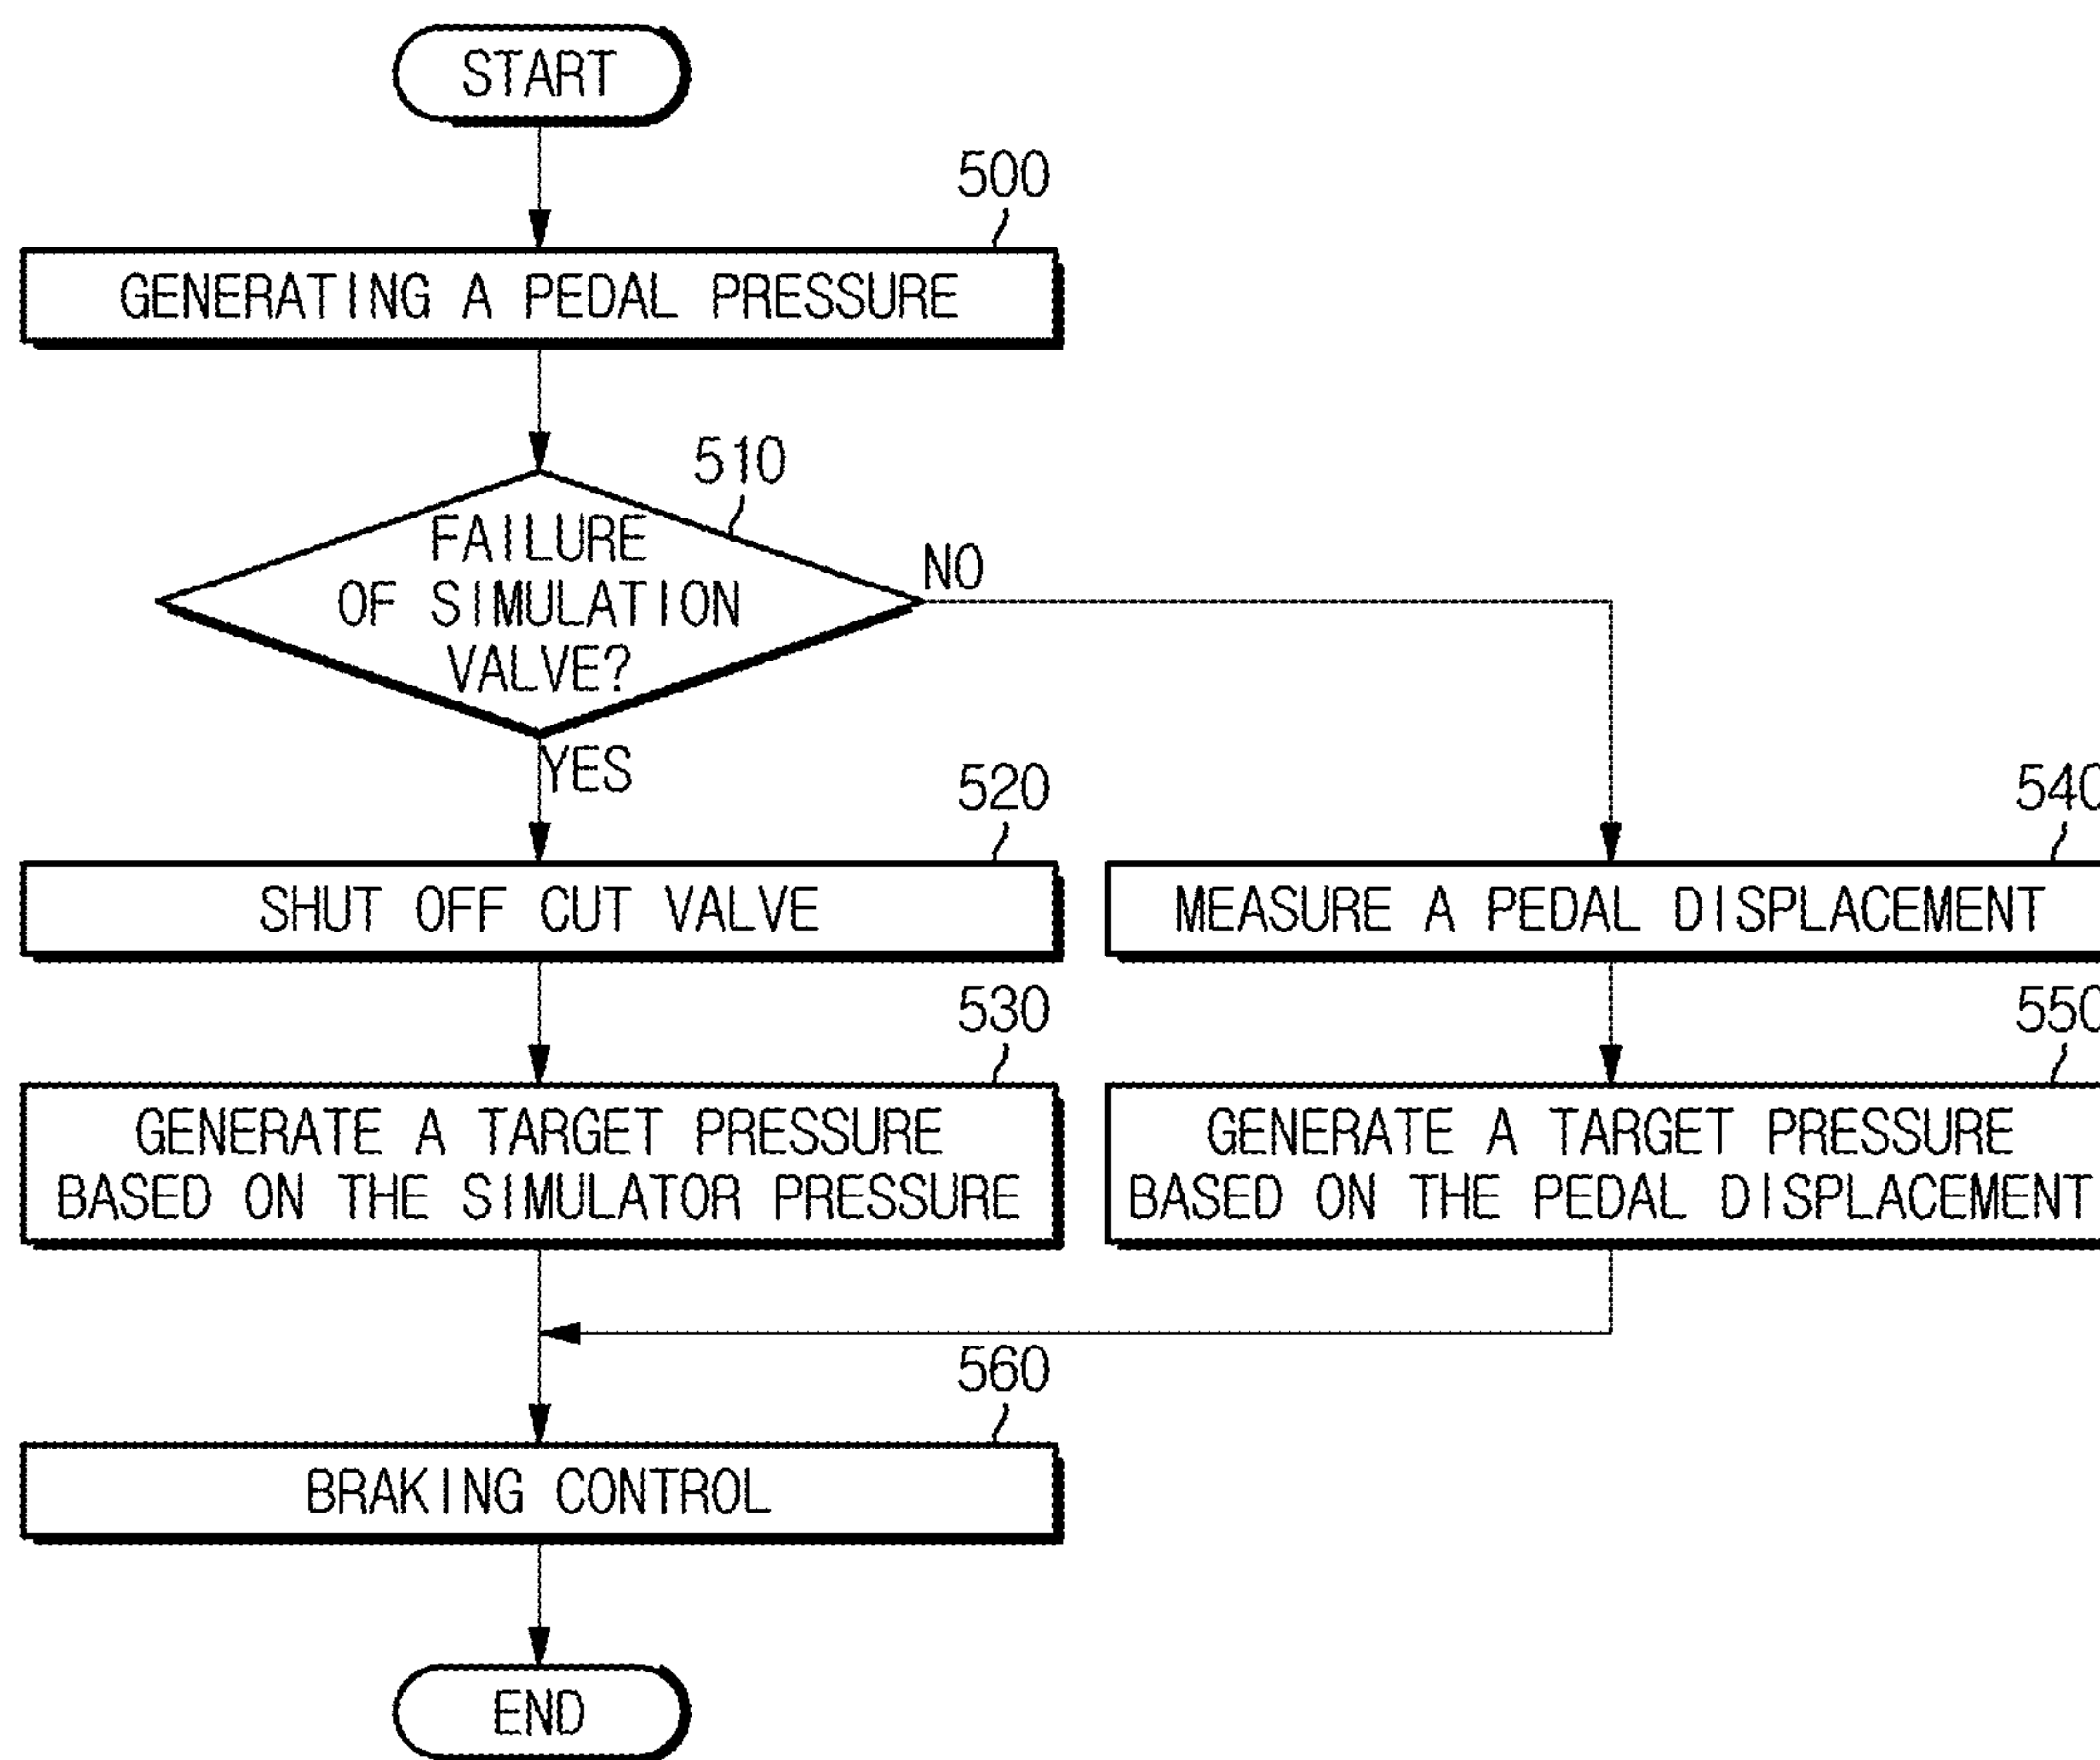 START
500
GENERATING A PEDAL PRESSURE
510
FAILURE
OF SIMULATION
VALVE?
NO
YES
520
SHUT OFF CUT VALVE
530
GENERATE A TARGET PRESSURE
BASED ON THE SIMULATOR PRESSURE
540
MEASURE A PEDAL DISPLACEMENT
550
GENERATE A TARGET PRESSURE
BASED ON THE PEDAL DISPLACEMENT
560
BRAKING CONTROL
END